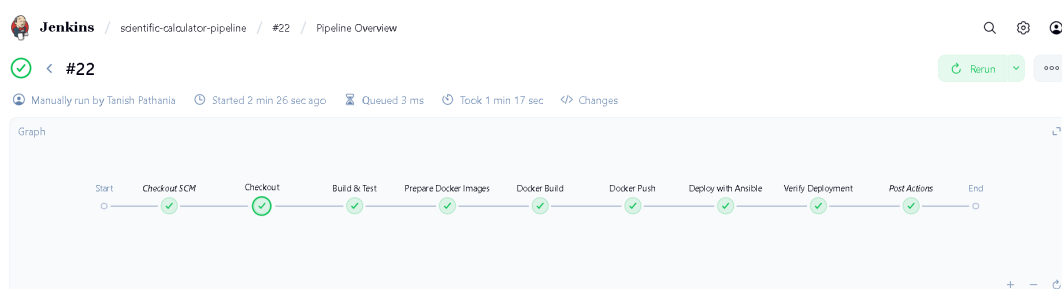 Jenkins / scientific-calculator-pipeline / #22 / Pipeline Overview
#22
Rerun
Manually run by Tanish Pathania Started 2 min 26 sec ago Queued 3 ms Took 1 min 17 sec </> Changes
Graph
Start Checkout SCM Checkout Build & Test Prepare Docker Images Docker Build Docker Push Deploy with Ansible Verify Deployment Post Actions End